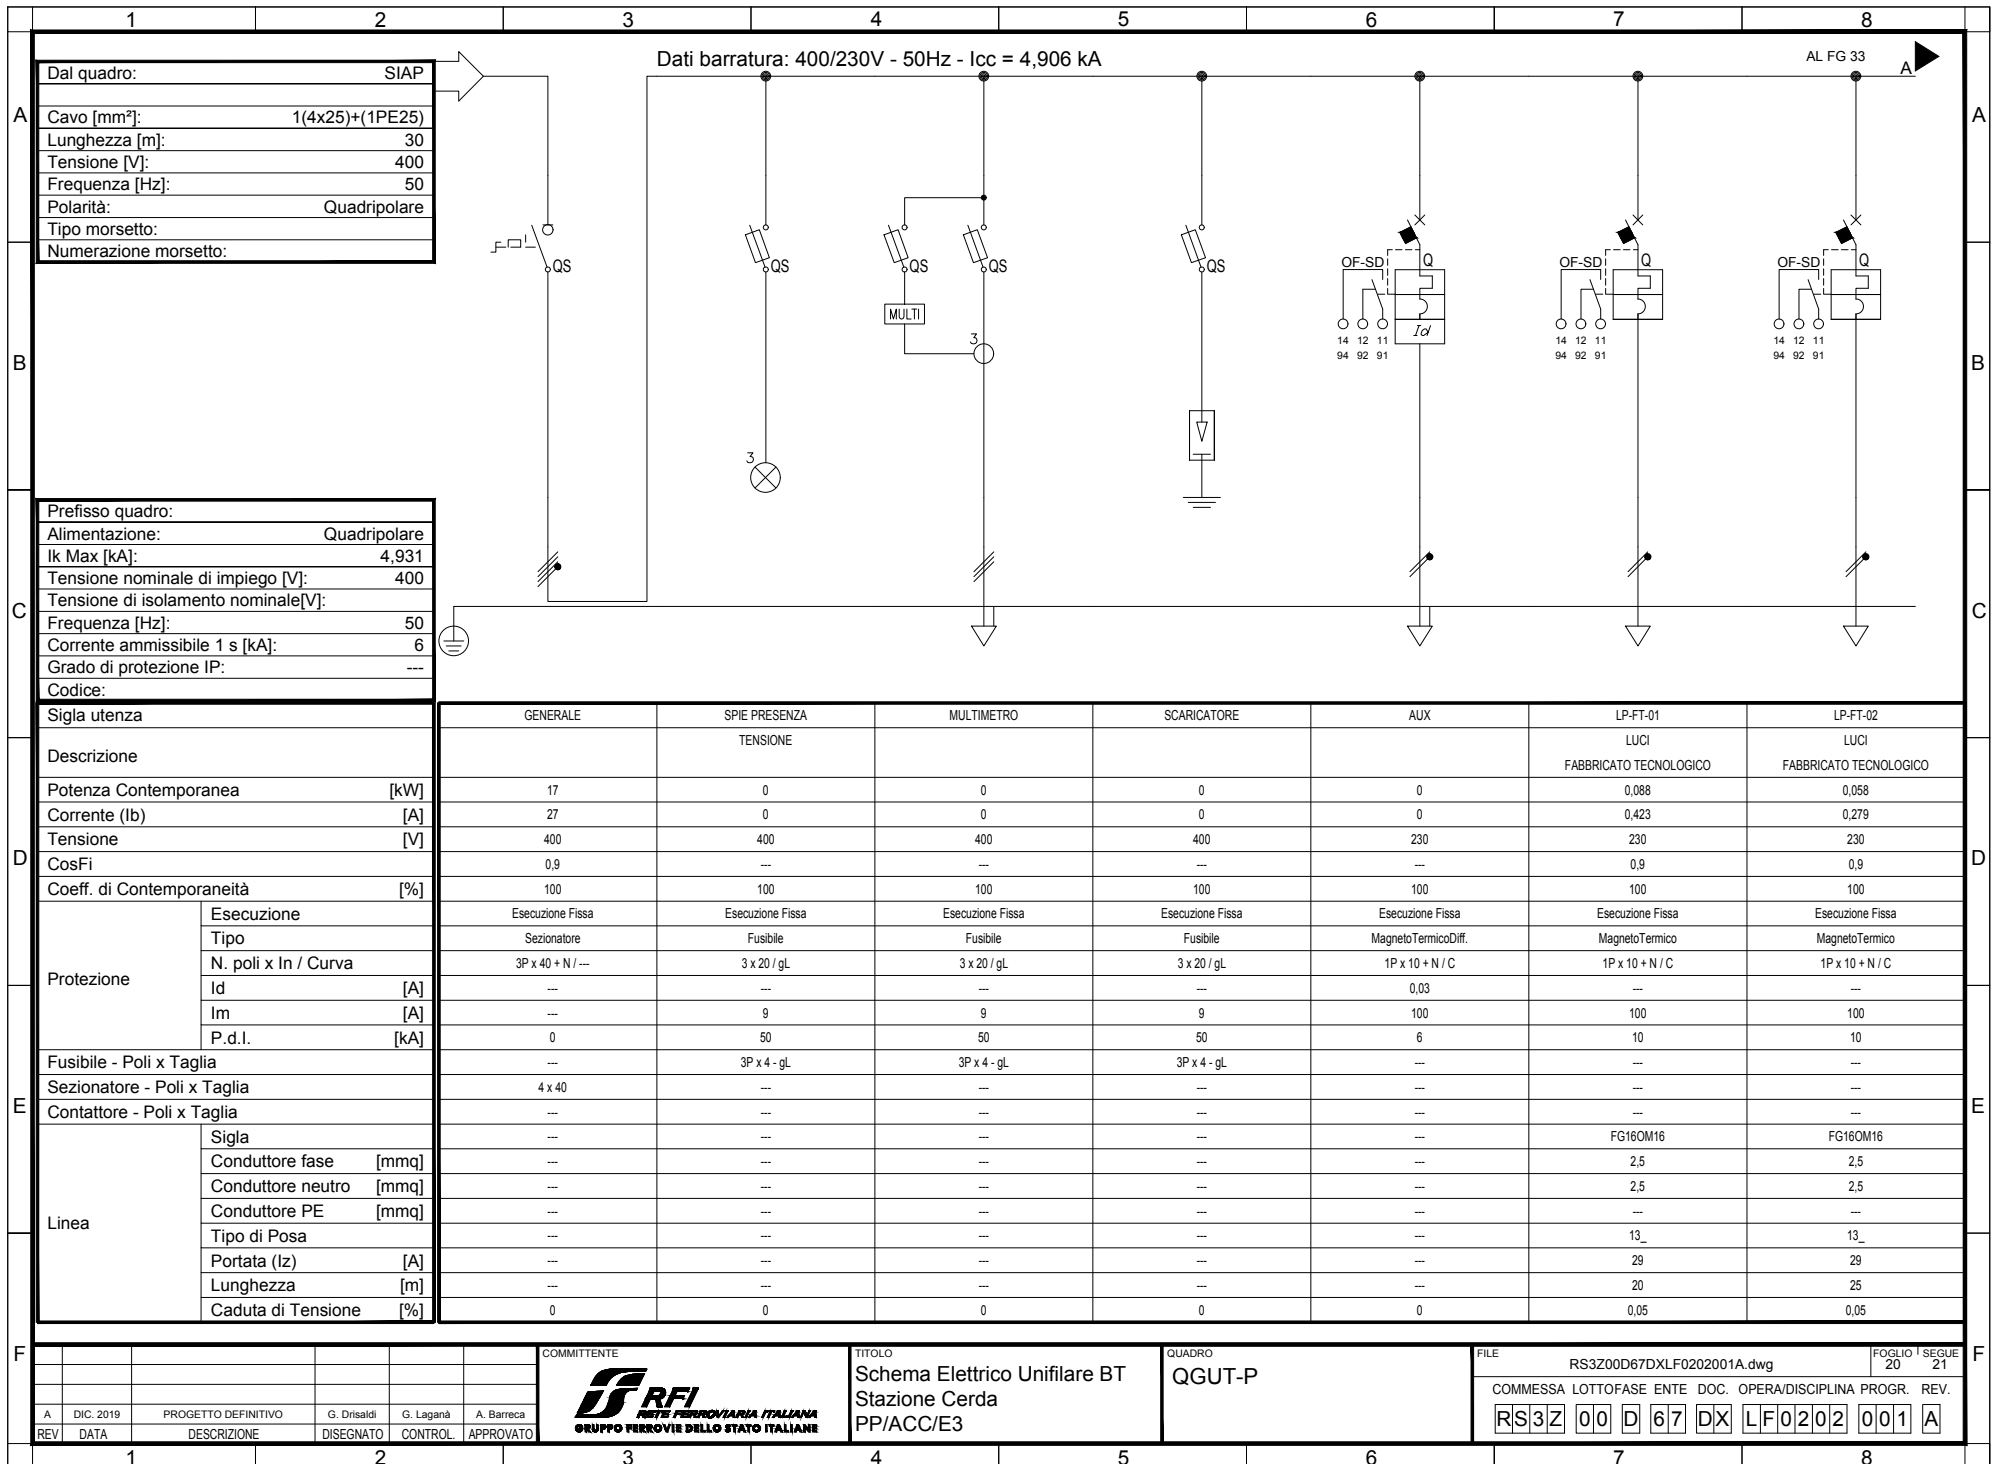 1 2 3 4 5 6 7 8
Dati barratura: 400/230V - 50Hz - Icc = 4,906 kA
AL FG 33
A
Dal quadro: SIAP
Cavo [mm²]: 1(4x25)+(1PE25)
Lunghezza [m]: 30
Tensione [V]: 400
Frequenza [Hz]: 50
Polarità: Quadripolare
Tipo morsetto:
Numerazione morsetto:
A A
QS QS QS QS QS
OF-SD Q OF-SD Q OF-SD Q
MULTI
Id
3
14 12 11 14 12 11 14 12 11
94 92 91 94 92 91 94 92 91
B B
3
Prefisso quadro:
Alimentazione: Quadripolare
Ik Max [kA]: 4,931
Tensione nominale di impiego [V]: 400
Tensione di isolamento nominale[V]:
Frequenza [Hz]: 50
Corrente ammissibile 1 s [kA]: 6
Grado di protezione IP: ---
Codice:
C C
Sigla utenza GENERALE SPIE PRESENZA MULTIMETRO SCARICATORE AUX LP-FT-01 LP-FT-02
Descrizione TENSIONE LUCI LUCI
FABBRICATO TECNOLOGICO FABBRICATO TECNOLOGICO
Potenza Contemporanea [kW] 17 0 0 0 0 0,088 0,058
Corrente (Ib) [A] 27 0 0 0 0 0,423 0,279
Tensione [V] 400 400 400 400 230 230 230
D D
CosFi 0,9 --- --- --- --- 0,9 0,9
Coeff. di Contemporaneità [%] 100 100 100 100 100 100 100
Protezione
Esecuzione Esecuzione Fissa Esecuzione Fissa Esecuzione Fissa Esecuzione Fissa Esecuzione Fissa Esecuzione Fissa Esecuzione Fissa
Tipo Sezionatore Fusibile Fusibile Fusibile MagnetoTermicoDiff. MagnetoTermico MagnetoTermico
N. poli x In / Curva 3P x 40 + N / --- 3 x 20 / gL 3 x 20 / gL 3 x 20 / gL 1P x 10 + N / C 1P x 10 + N / C 1P x 10 + N / C
Id [A] --- --- --- --- 0,03 --- ---
Im [A] --- 9 9 9 100 100 100
P.d.I. [kA] 0 50 50 50 6 10 10
Fusibile - Poli x Taglia --- 3P x 4 - gL 3P x 4 - gL 3P x 4 - gL --- --- ---
Sezionatore - Poli x Taglia 4 x 40 --- --- --- --- --- ---
Contattore - Poli x Taglia --- --- --- --- --- --- ---
E E
Linea
Sigla --- --- --- --- --- FG16OM16 FG16OM16
Conduttore fase [mmq] --- --- --- --- --- 2,5 2,5
Conduttore neutro [mmq] --- --- --- --- --- 2,5 2,5
Conduttore PE [mmq] --- --- --- --- --- --- ---
Tipo di Posa --- --- --- --- --- 13_ 13_
Portata (Iz) [A] --- --- --- --- --- 29 29
Lunghezza [m] --- --- --- --- --- 20 25
Caduta di Tensione [%] 0 0 0 0 0 0,05 0,05
F F
A DIC. 2019 PROGETTO DEFINITIVO G. Drisaldi G. Laganà A. Barreca
REV DATA DESCRIZIONE DISEGNATO CONTROL. APPROVATO
COMMITTENTE
RFI
RETE FERROVIARIA ITALIANA
GRUPPO FERROVIE DELLO STATO ITALIANE
TITOLO
Schema Elettrico Unifilare BT
Stazione Cerda
PP/ACC/E3
QUADRO
QGUT-P
FILE
RS3Z00D67DXLF0202001A.dwg
FOGLIO SEGUE
20 21
COMMESSA LOTTO FASE ENTE DOC. OPERA/DISCIPLINA PROGR. REV.
RS3Z 00 D 67 DX LF0202 001 A
1 2 3 4 5 6 7 8